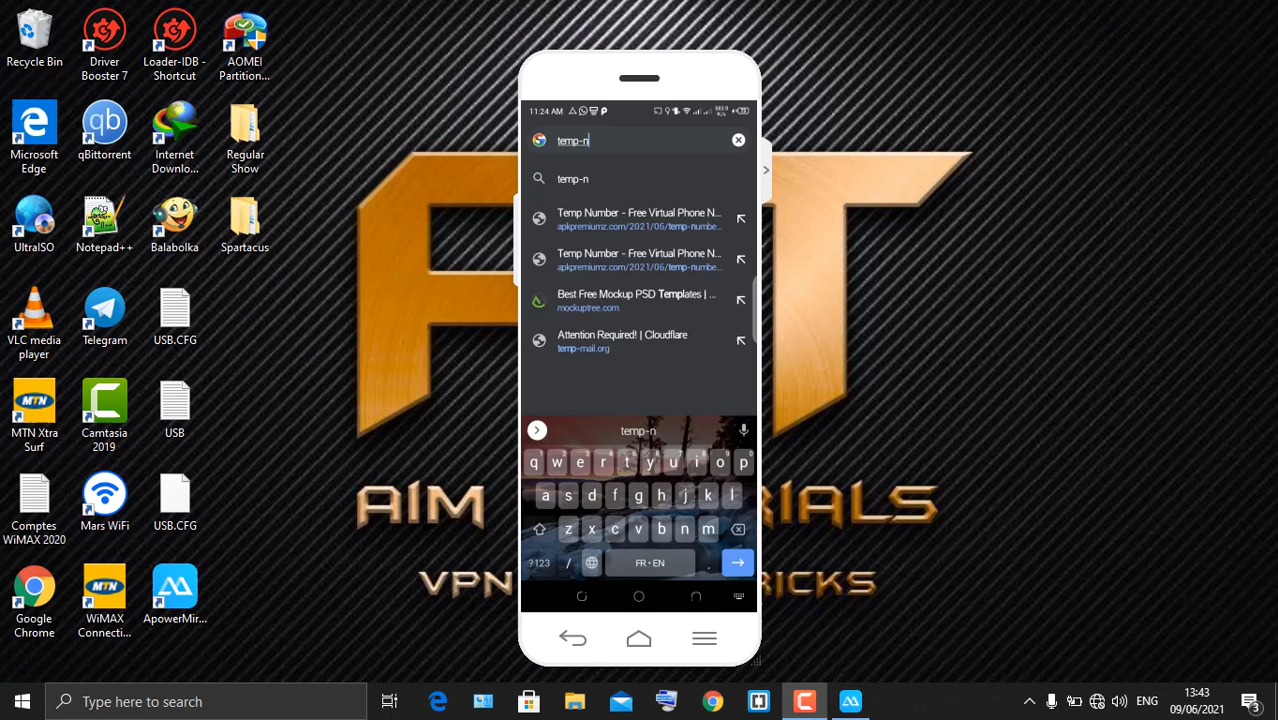 Recycle Bin
Driver
Booster 7
Loader-IDB -
Shortcut
AOMEI
Partition...
Microsoft
Edge
qBittorrent
Internet
Downlo...
Regular
Show
UltraISO
Notepad++
Balabolka
Spartacus
VLC media
player
Telegram
USB.CFG
MTN Xtra
Surf
Camtasia
2019
USB
Comptes
WiMAX 2020
Mars WiFi
USB.CFG
Google
Chrome
WiMAX
Connecti...
ApowerMir...
11:24 AM
temp-n
temp-n
Temp Number - Free Virtual Phone N...
apkpremiumz.com/2021/06/temp-numbe...
Temp Number - Free Virtual Phone N...
apkpremiumz.com/2021/06/temp-numbe...
Best Free Mockup PSD Templates | ...
mockuptree.com
Attention Required! | Cloudflare
temp-mail.org
temp-n
q w e r t y u i o p
a s d f g h j k l
z x c v b n m
?123 / FR • EN .
AIM RIALS
VPN RICKS
Type here to search
ENG
13:43
09/06/2021
3